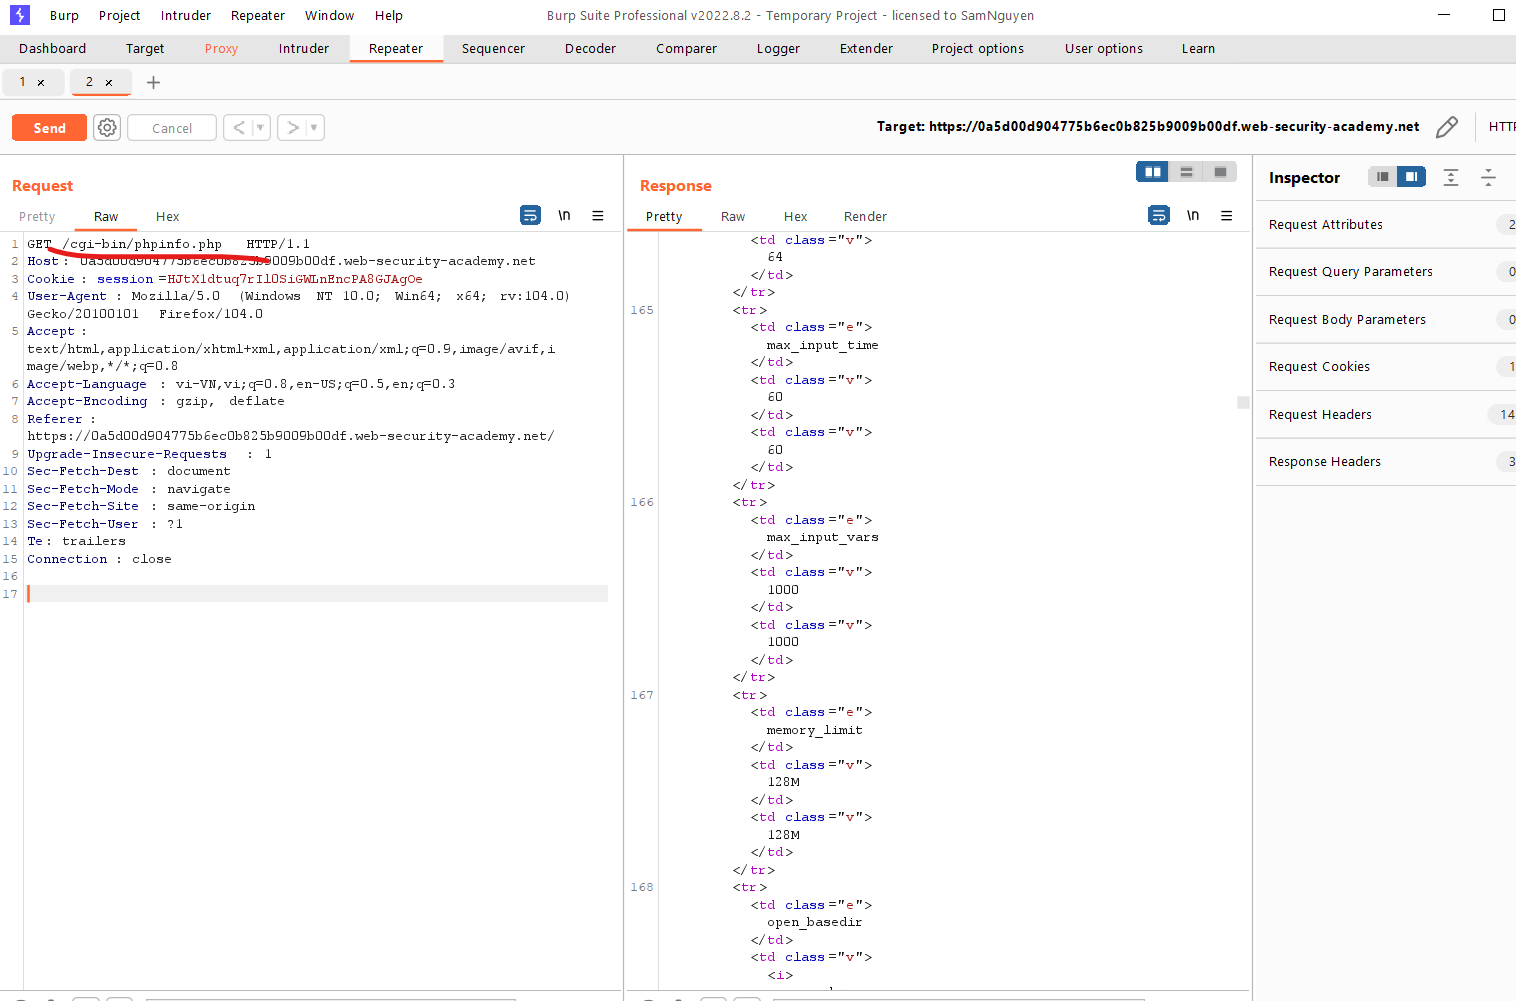 Burp Project Intruder Repeater Window Help Burp Suite Professional v2022.8.2 - Temporary Project - licensed to SamNguyen
Dashboard Target Proxy Intruder Repeater Sequencer Decoder Comparer Logger Extender Project options User options Learn
1 × 2 × +
Send Cancel < > Target: https://0a5d00d904775b6ec0b825b9009b00df.web-security-academy.net HTTP
Request
Pretty Raw Hex \n
1 GET /cgi-bin/phpinfo.php HTTP/1.1
2 Host: 0a5d00d904775b6ec0b825b9009b00df.web-security-academy.net
3 Cookie: session=HJtX1dtuq7rIl0SiGWLnEncPA8GJAgOe
4 User-Agent: Mozilla/5.0 (Windows NT 10.0; Win64; x64; rv:104.0)
Gecko/20100101 Firefox/104.0
5 Accept:
text/html,application/xhtml+xml,application/xml;q=0.9,image/avif,i
mage/webp,*/*;q=0.8
6 Accept-Language: vi-VN,vi;q=0.8,en-US;q=0.5,en;q=0.3
7 Accept-Encoding: gzip, deflate
8 Referer:
https://0a5d00d904775b6ec0b825b9009b00df.web-security-academy.net/
9 Upgrade-Insecure-Requests: 1
10 Sec-Fetch-Dest: document
11 Sec-Fetch-Mode: navigate
12 Sec-Fetch-Site: same-origin
13 Sec-Fetch-User: ?1
14 Te: trailers
15 Connection: close
16
17
Response
Pretty Raw Hex Render \n
<td class="v">
64
</td>
</tr>
165 <tr>
<td class="e">
max_input_time
</td>
<td class="v">
60
</td>
<td class="v">
60
</td>
</tr>
166 <tr>
<td class="e">
max_input_vars
</td>
<td class="v">
1000
</td>
<td class="v">
1000
</td>
</tr>
167 <tr>
<td class="e">
memory_limit
</td>
<td class="v">
128M
</td>
<td class="v">
128M
</td>
</tr>
168 <tr>
<td class="e">
open_basedir
</td>
<td class="v">
<i>
Inspector
Request Attributes 2
Request Query Parameters 0
Request Body Parameters 0
Request Cookies 1
Request Headers 14
Response Headers 3